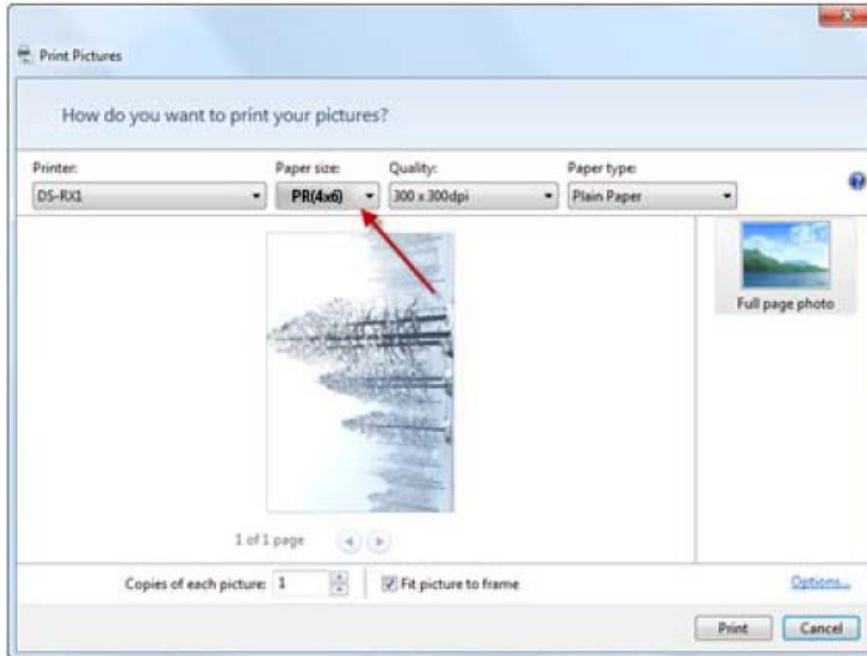 Print Pictures
How do you want to print your pictures?
Printer: Paper size: Quality: Paper type:
DS-RX1 PR(4x6) 300 x 300dpi Plain Paper
Full page photo
1 of 1 page
Copies of each picture: 1 Fit picture to frame Options...
Print Cancel